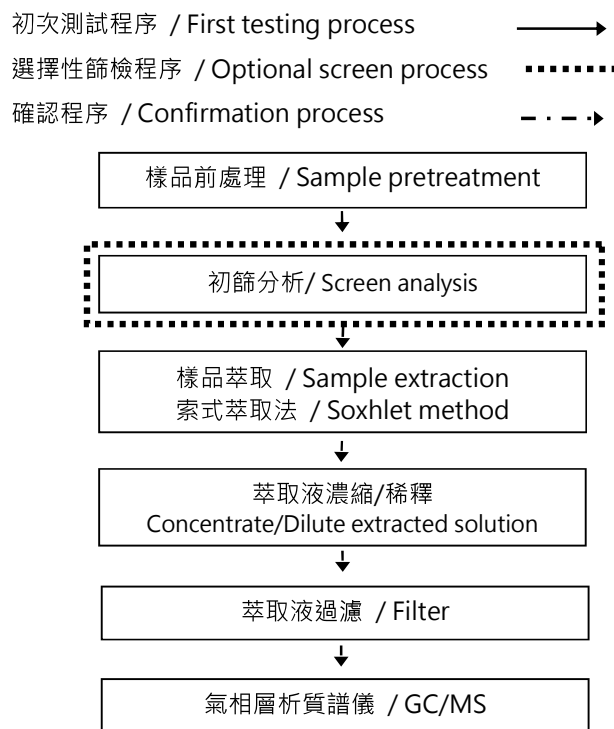 初次測試程序 / First testing process
選擇性篩檢程序 / Optional screen process
確認程序 / Confirmation process
樣品前處理 / Sample pretreatment
初篩分析/ Screen analysis
樣品萃取 / Sample extraction
索式萃取法 / Soxhlet method
萃取液濃縮/稀釋
Concentrate/Dilute extracted solution
萃取液過濾 / Filter
氣相層析質譜儀 / GC/MS